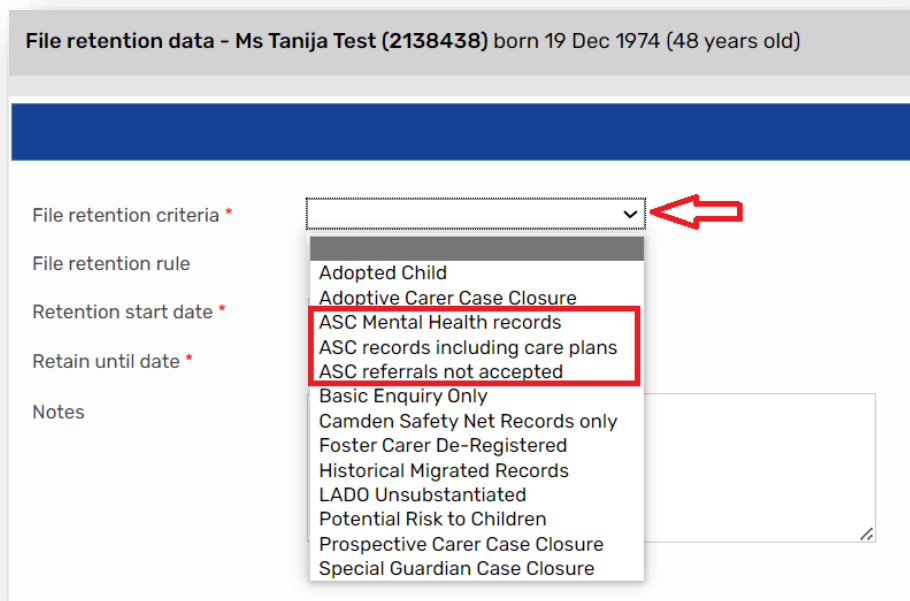 File retention data - Ms Tanija Test (2138438) born 19 Dec 1974 (48 years old)
File retention criteria *
File retention rule
Retention start date *
Retain until date *
Notes
Adopted Child
Adoptive Carer Case Closure
ASC Mental Health records
ASC records including care plans
ASC referrals not accepted
Basic Enquiry Only
Camden Safety Net Records only
Foster Carer De-Registered
Historical Migrated Records
LADO Unsubstantiated
Potential Risk to Children
Prospective Carer Case Closure
Special Guardian Case Closure